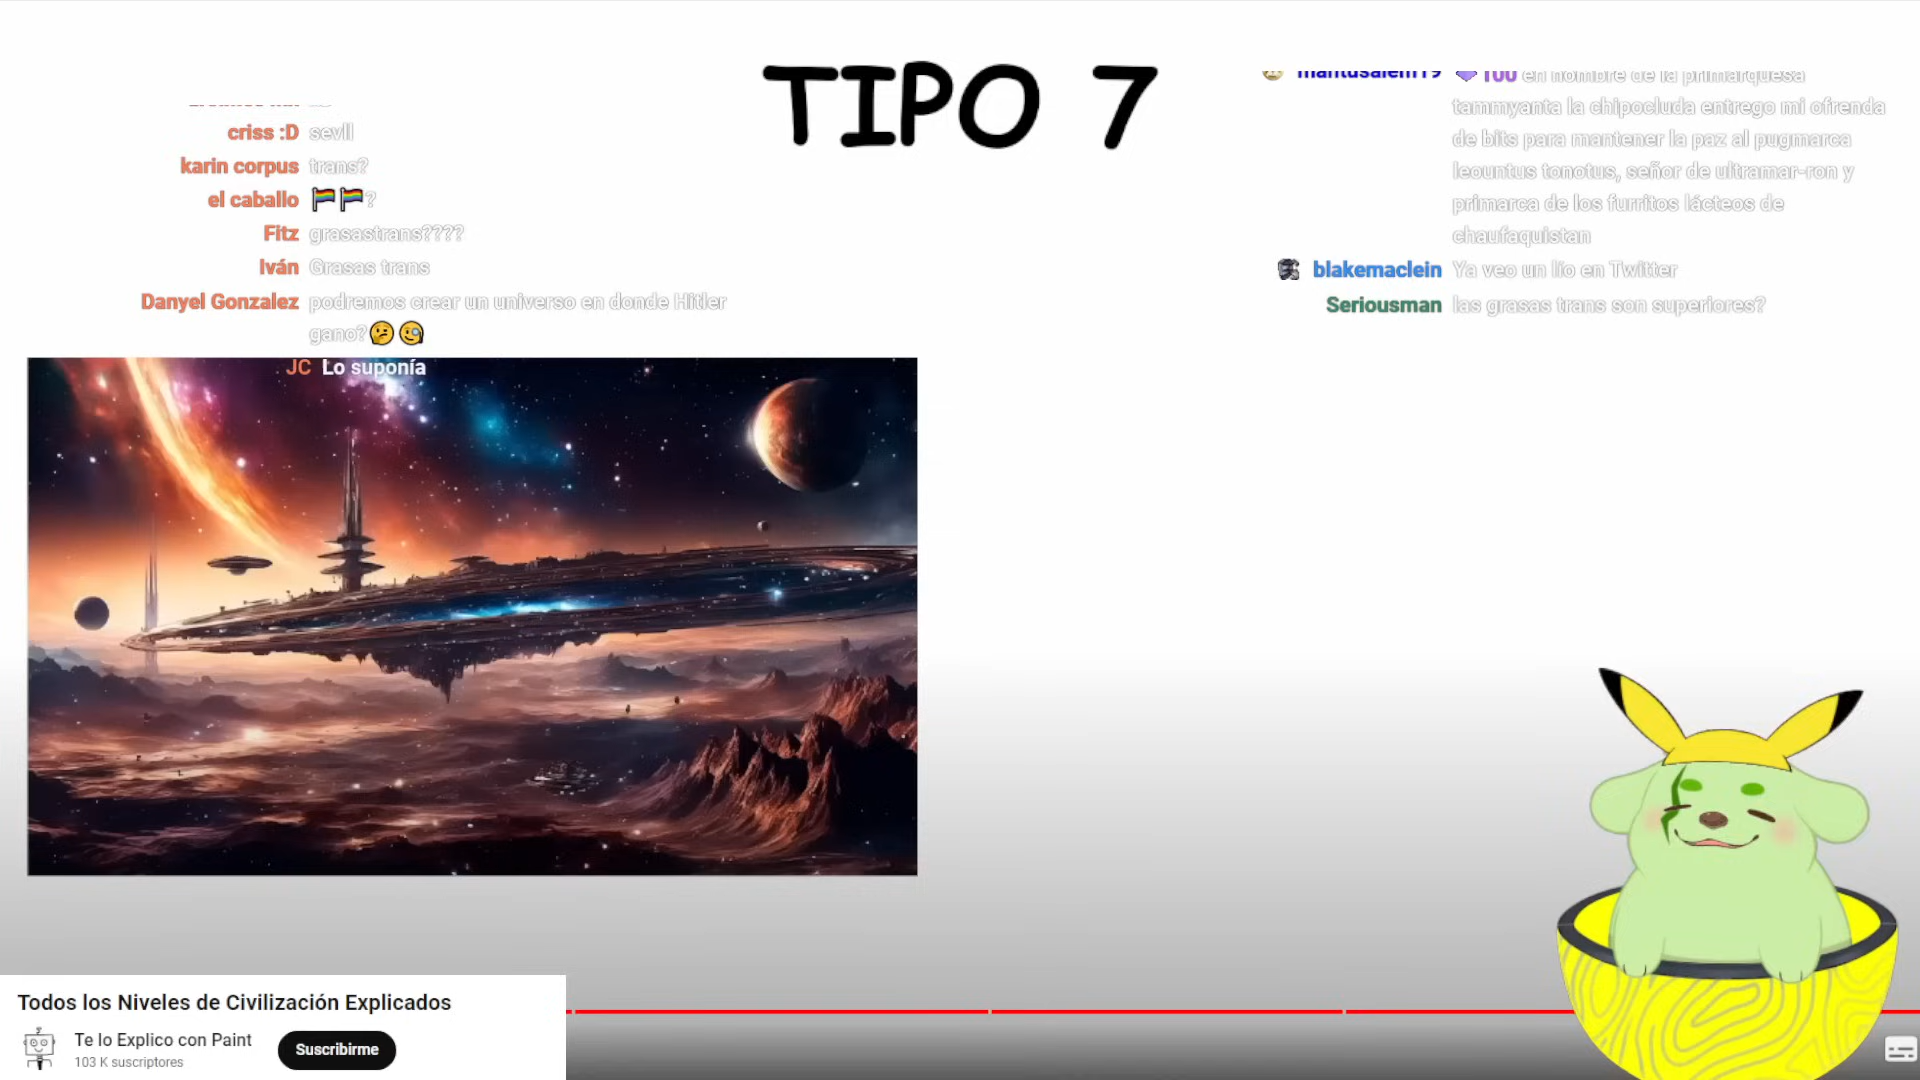 TIPO 7
criss :D sevll
karin corpus trans?
el caballo 🏳️‍🌈🏳️‍🌈?
Fitz grasastrans????
Iván Grasas trans
Danyel Gonzalez podremos crear un universo en donde Hitler
gano?🤔🧐
JC Lo suponía
100 en nombre de la primarquesa
tammyanta la chipocluda entrego mi ofrenda
de bits para mantener la paz al pugmarca
leountus tonotus, señor de ultramar-ron y
primarca de los furritos lácteos de
chaufaquistan
blakemaclein Ya veo un lío en Twitter
Seriousman las grasas trans son superiores?
Todos los Niveles de Civilización Explicados
Te lo Explico con Paint
103 K suscriptores
Suscribirme